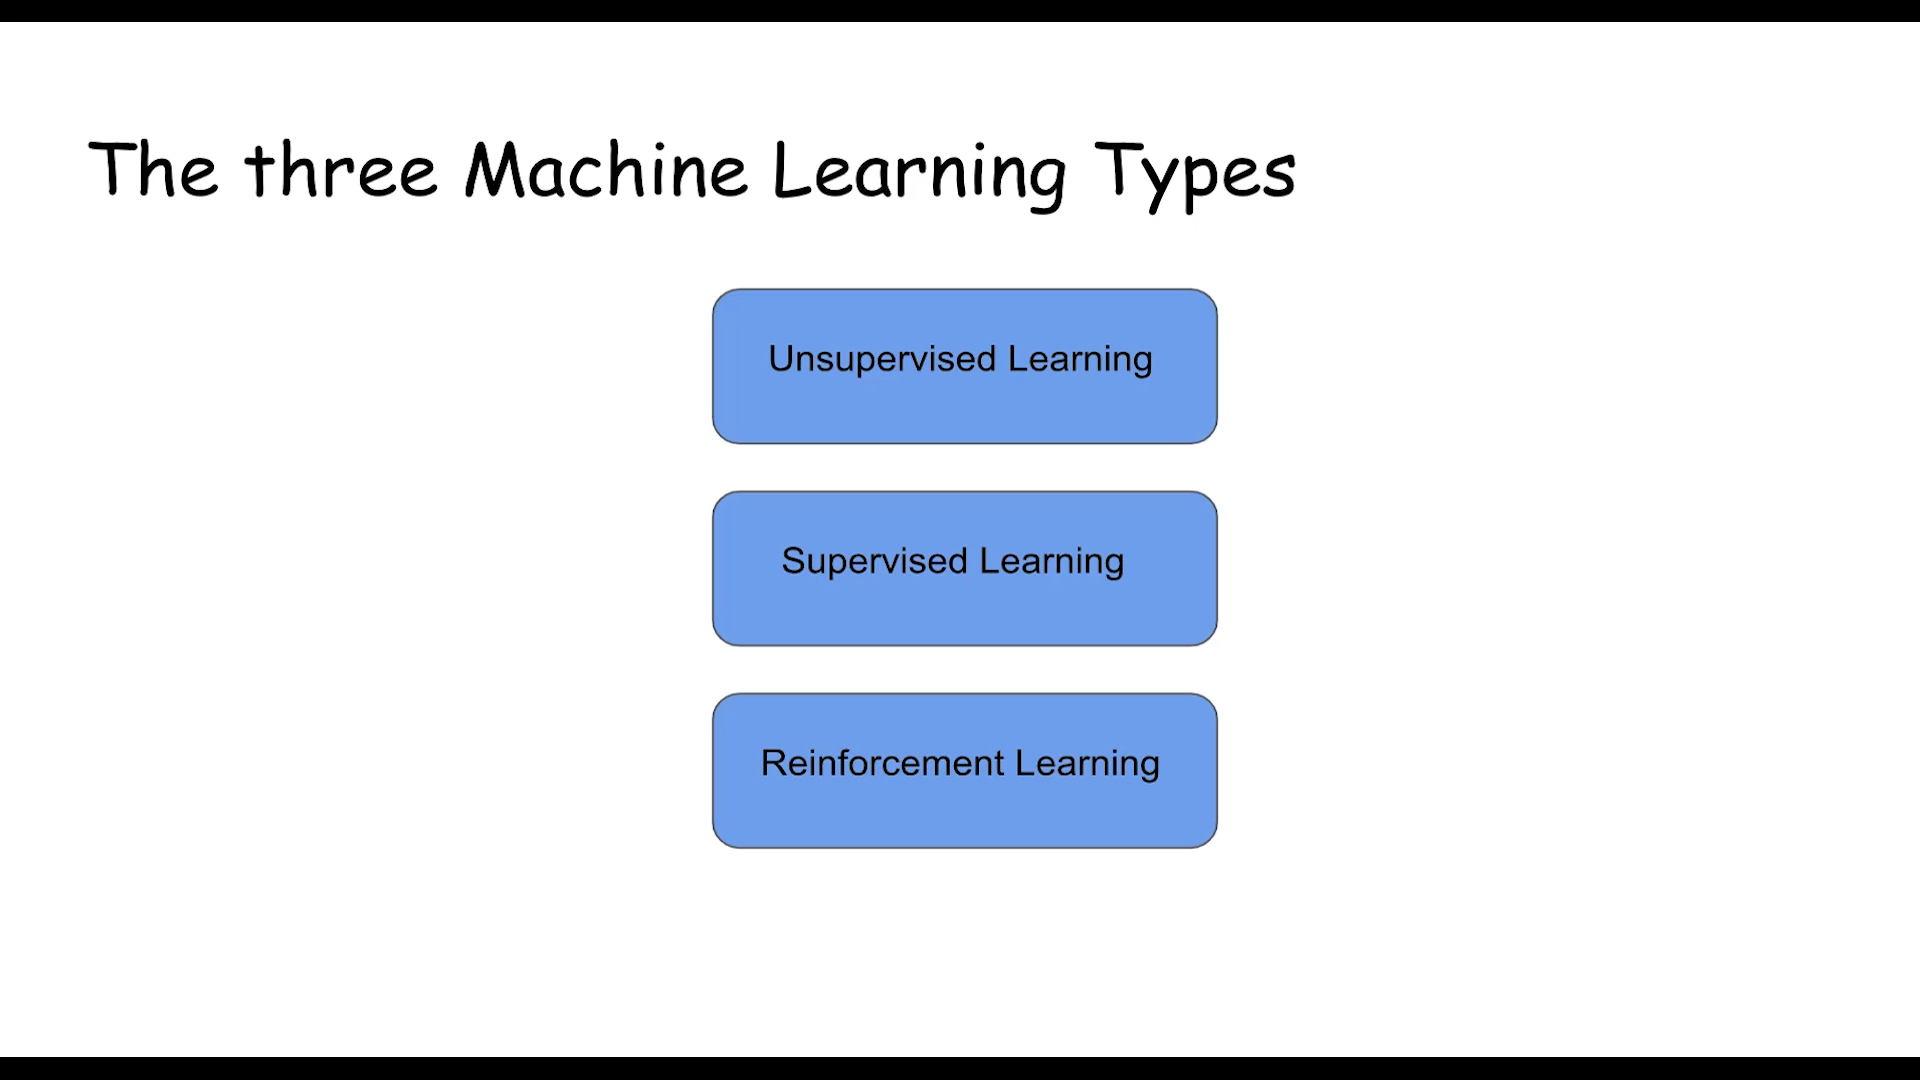 The three Machine Learning Types
Unsupervised Learning
Supervised Learning
Reinforcement Learning